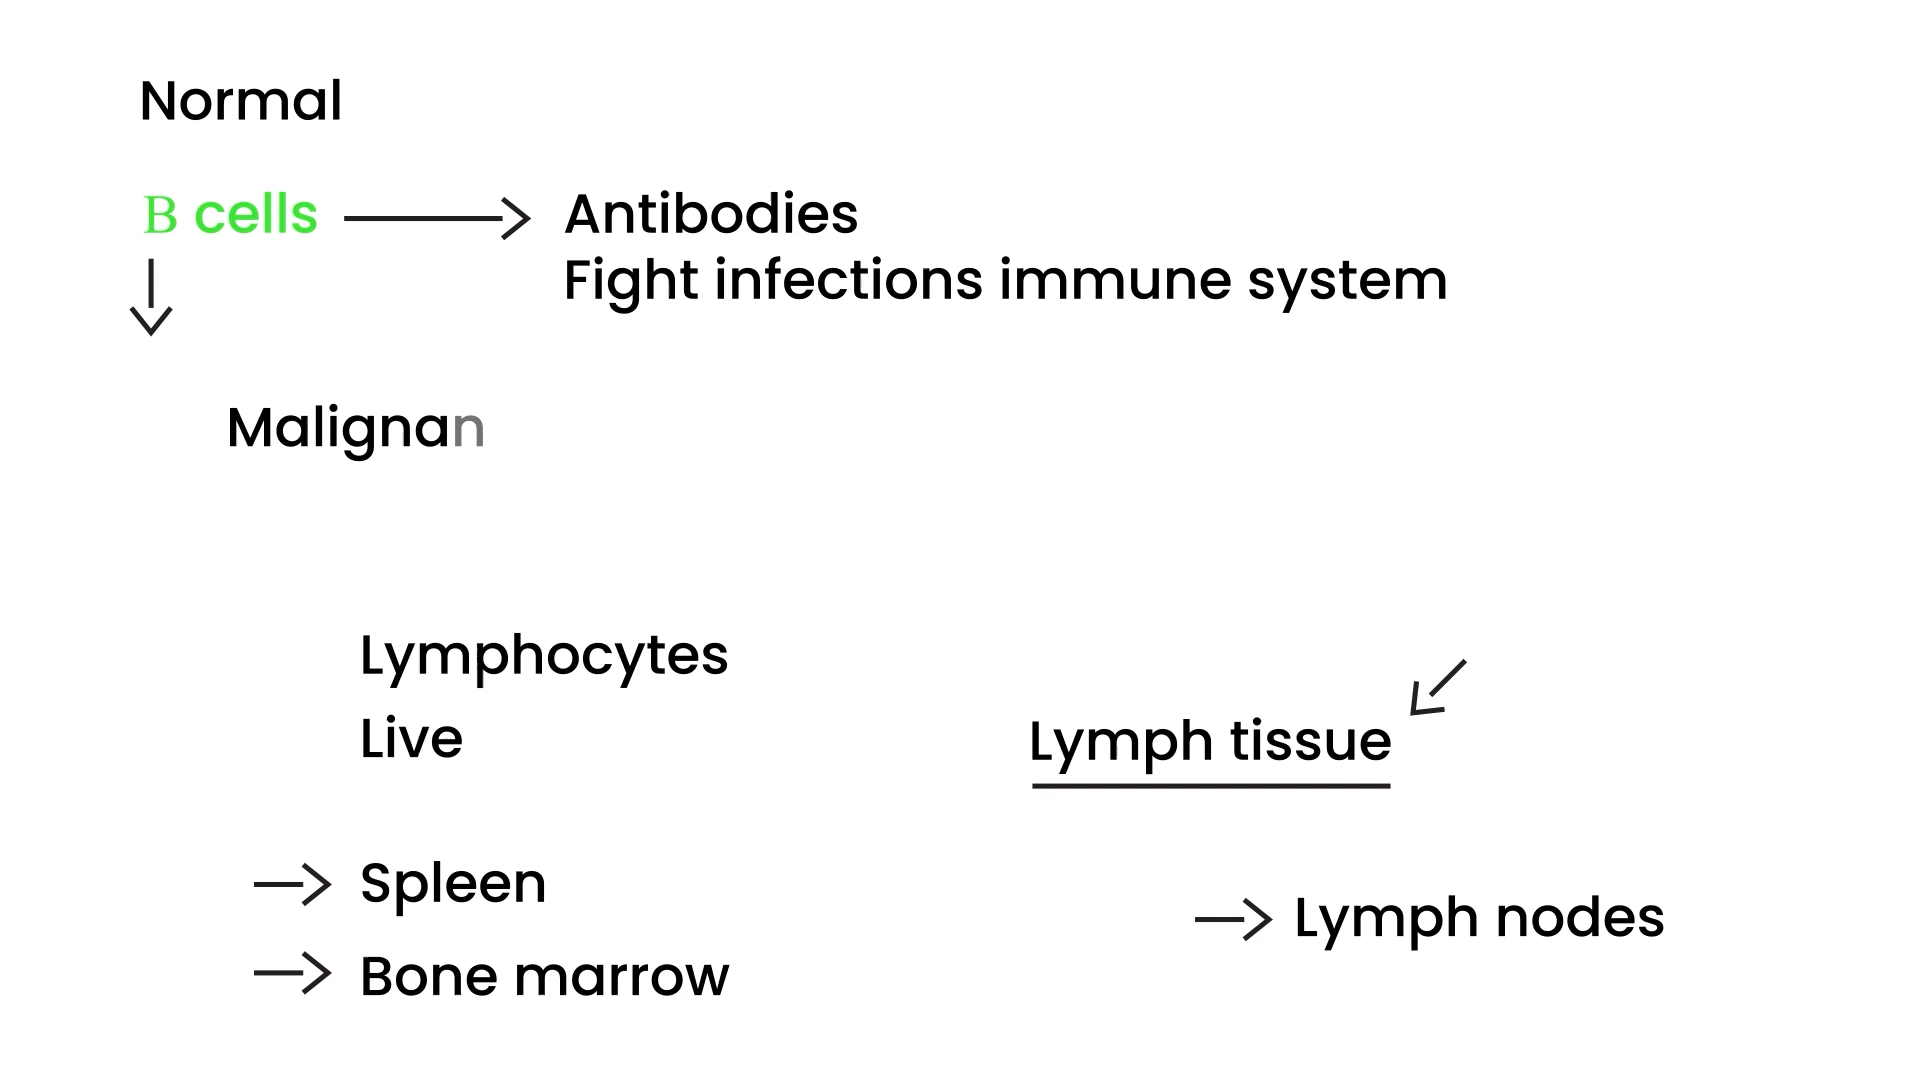 Normal
B cells
Antibodies
Fight infections immune system
Malignan
Lymphocytes
Live
Lymph tissue
Spleen
Lymph nodes
Bone marrow